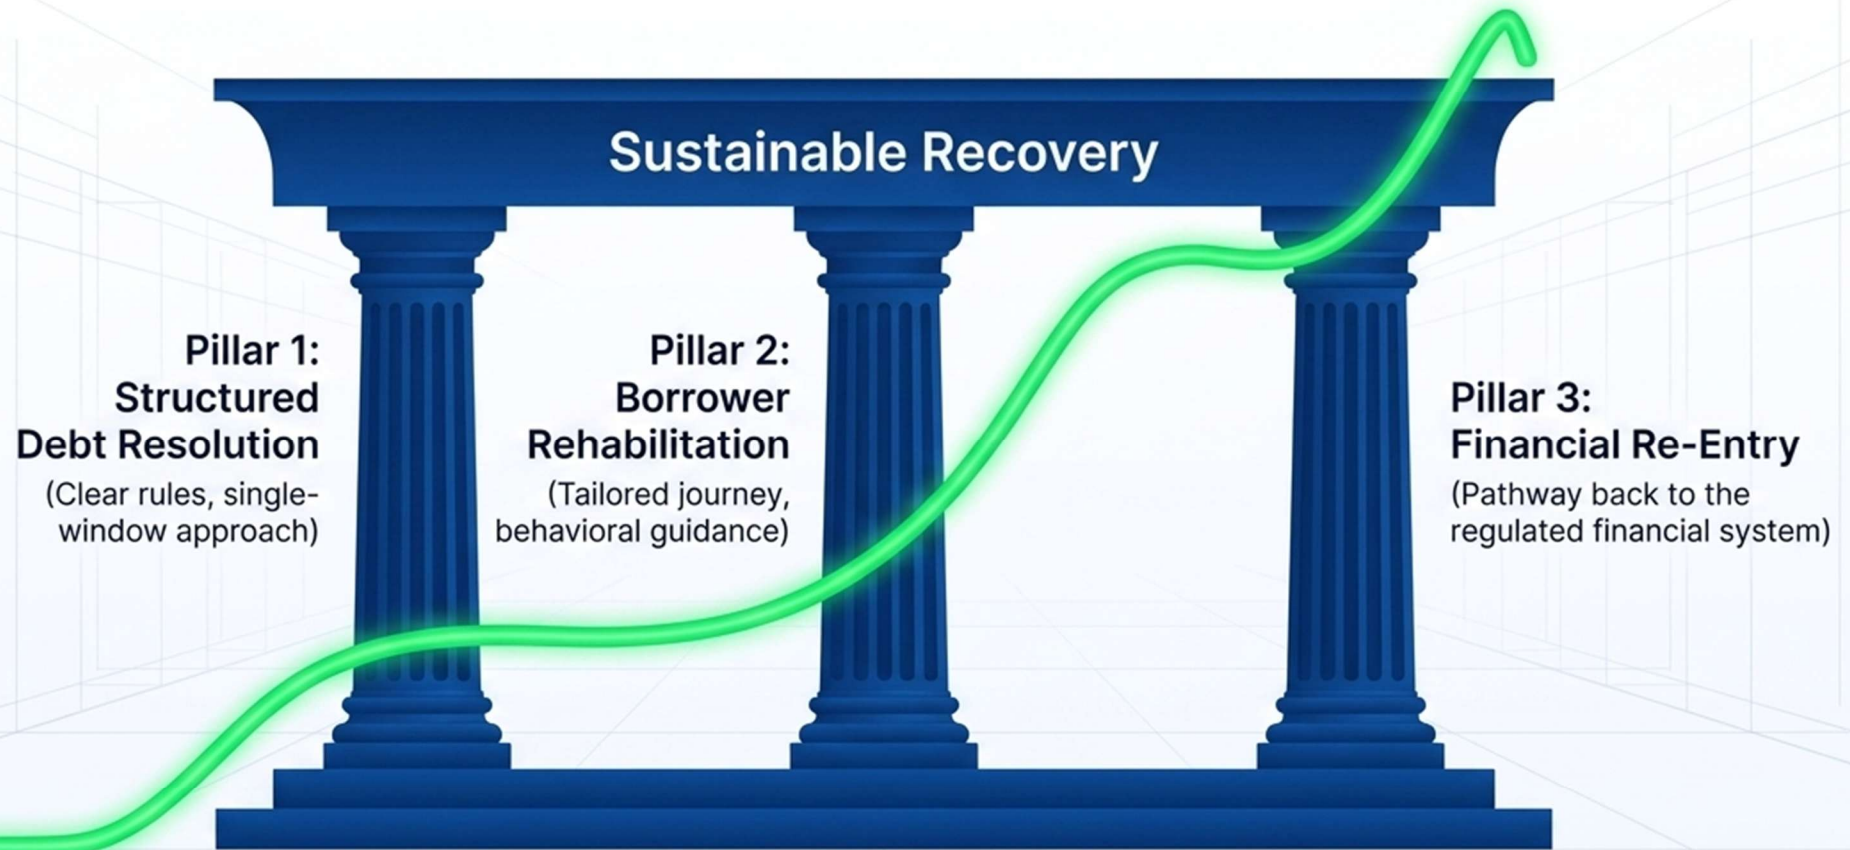 Sustainable Recovery
Pillar 1:
Structured
Debt Resolution
(Clear rules, single-
window approach)
Pillar 2:
Borrower
Rehabilitation
(Tailored journey,
behavioral guidance)
Pillar 3:
Financial Re-Entry
(Pathway back to the
regulated financial system)